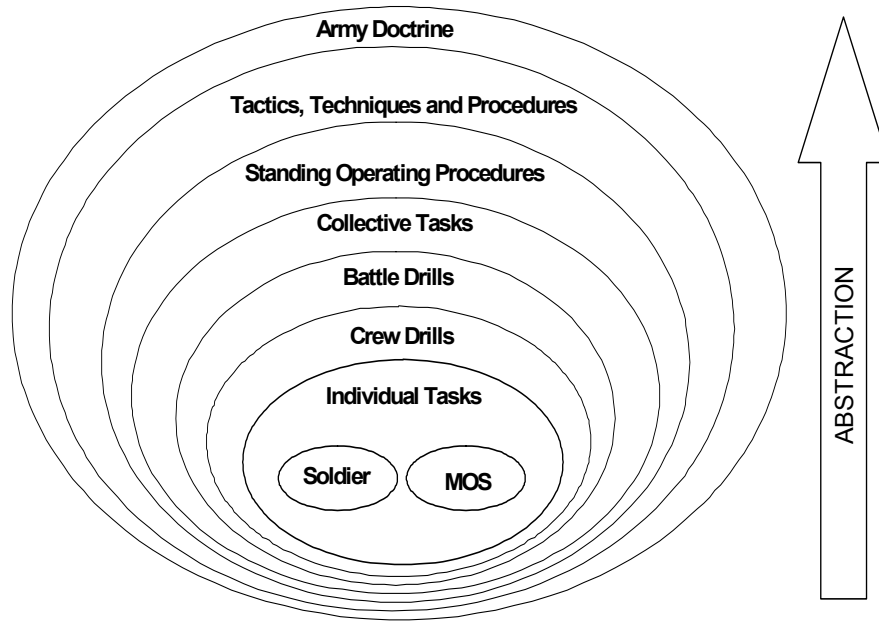 Army Doctrine
Tactics, Techniques and Procedures
Standing Operating Procedures
Collective Tasks
Battle Drills
Crew Drills
Individual Tasks
Soldier
MOS
ABSTRACTION